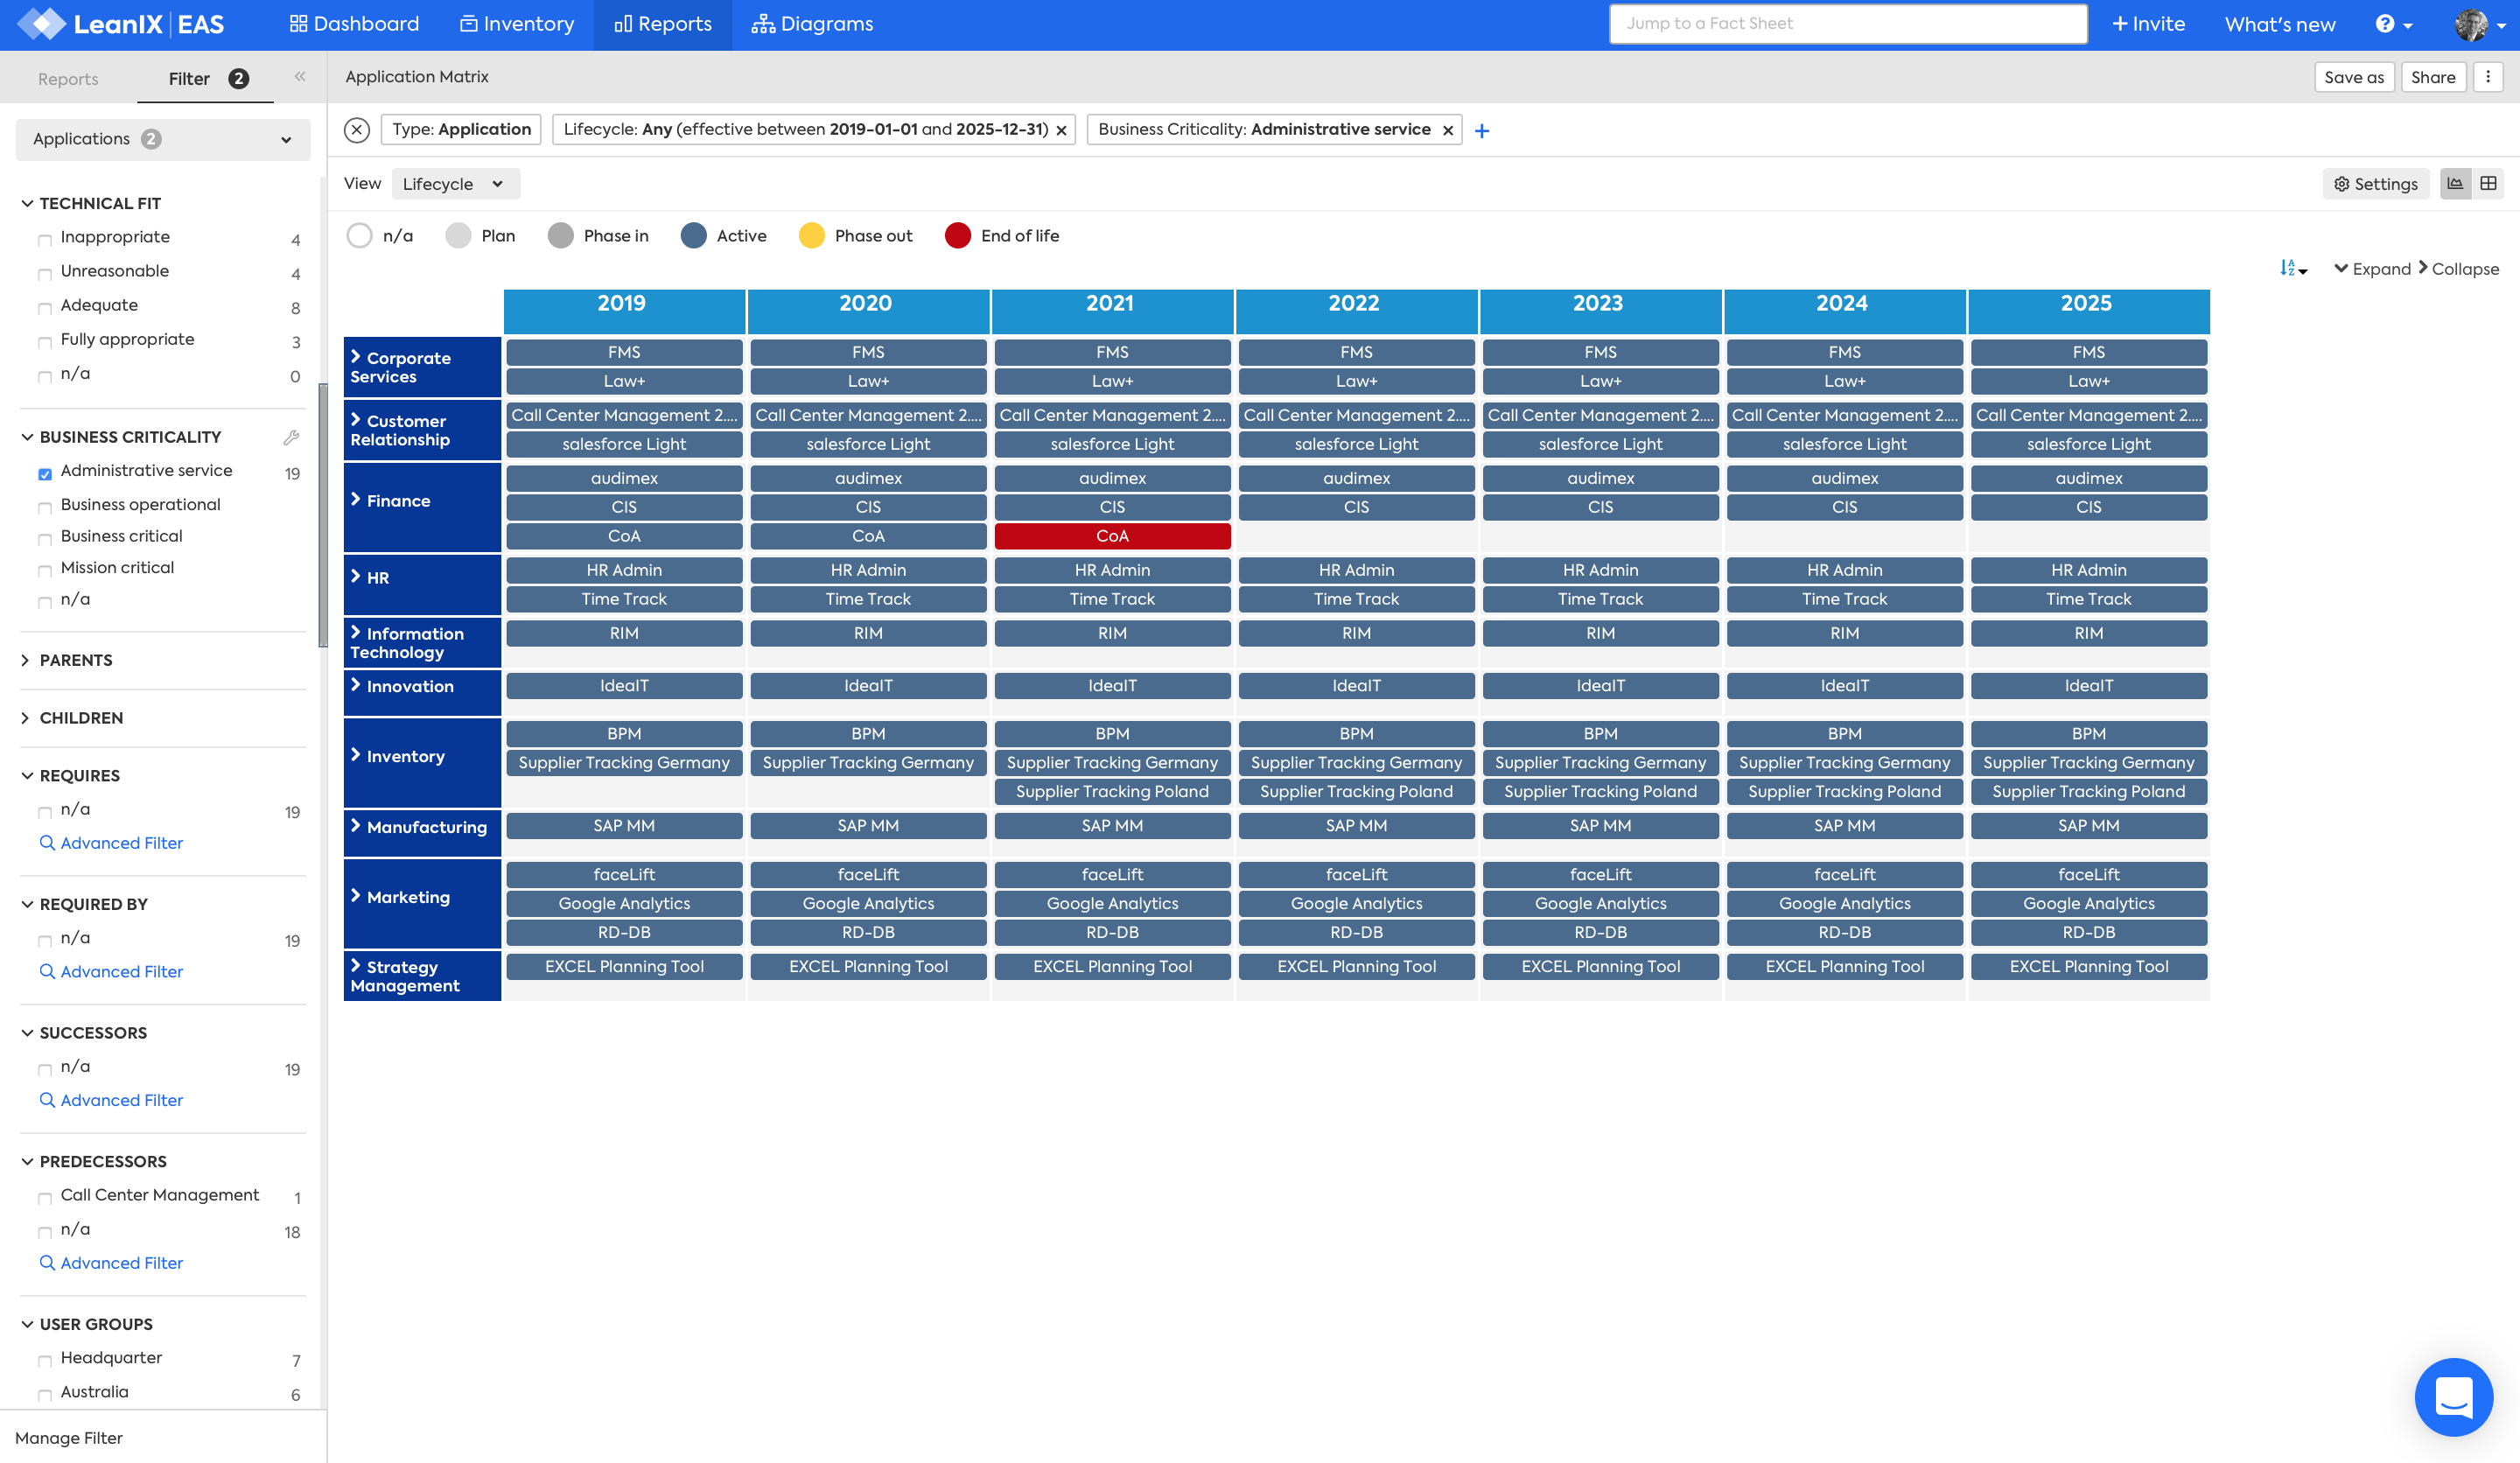 LeanIX EAS Dashboard Inventory Reports Diagrams Jump to a Fact Sheet + Invite What's new
Reports Filter 2 Application Matrix Save as Share
Applications 2
Type: Application Lifecycle: Any (effective between 2019-01-01 and 2025-12-31) Business Criticality: Administrative service
View Lifecycle Settings
n/a Plan Phase in Active Phase out End of life
Expand Collapse
TECHNICAL FIT
Inappropriate 4
Unreasonable 4
Adequate 8
Fully appropriate 3
n/a 0
BUSINESS CRITICALITY
Administrative service 19
Business operational
Business critical
Mission critical
n/a
PARENTS
CHILDREN
REQUIRES
n/a 19
Advanced Filter
REQUIRED BY
n/a 19
Advanced Filter
SUCCESSORS
n/a 19
Advanced Filter
PREDECESSORS
Call Center Management 1
n/a 18
Advanced Filter
USER GROUPS
Headquarter 7
Australia 6
Manage Filter
2019 2020 2021 2022 2023 2024 2025
Corporate Services
FMS FMS FMS FMS FMS FMS FMS
Law+ Law+ Law+ Law+ Law+ Law+ Law+
Customer Relationship
Call Center Management 2.... Call Center Management 2.... Call Center Management 2.... Call Center Management 2.... Call Center Management 2.... Call Center Management 2.... Call Center Management 2....
salesforce Light salesforce Light salesforce Light salesforce Light salesforce Light salesforce Light salesforce Light
Finance
audimex audimex audimex audimex audimex audimex audimex
CIS CIS CIS CIS CIS CIS CIS
CoA CoA CoA
HR
HR Admin HR Admin HR Admin HR Admin HR Admin HR Admin HR Admin
Time Track Time Track Time Track Time Track Time Track Time Track Time Track
Information Technology
RIM RIM RIM RIM RIM RIM RIM
Innovation
IdeaIT IdeaIT IdeaIT IdeaIT IdeaIT IdeaIT IdeaIT
Inventory
BPM BPM BPM BPM BPM BPM BPM
Supplier Tracking Germany Supplier Tracking Germany Supplier Tracking Germany Supplier Tracking Germany Supplier Tracking Germany Supplier Tracking Germany Supplier Tracking Germany
Supplier Tracking Poland Supplier Tracking Poland Supplier Tracking Poland Supplier Tracking Poland Supplier Tracking Poland
Manufacturing
SAP MM SAP MM SAP MM SAP MM SAP MM SAP MM SAP MM
Marketing
faceLift faceLift faceLift faceLift faceLift faceLift faceLift
Google Analytics Google Analytics Google Analytics Google Analytics Google Analytics Google Analytics Google Analytics
RD-DB RD-DB RD-DB RD-DB RD-DB RD-DB RD-DB
Strategy Management
EXCEL Planning Tool EXCEL Planning Tool EXCEL Planning Tool EXCEL Planning Tool EXCEL Planning Tool EXCEL Planning Tool EXCEL Planning Tool